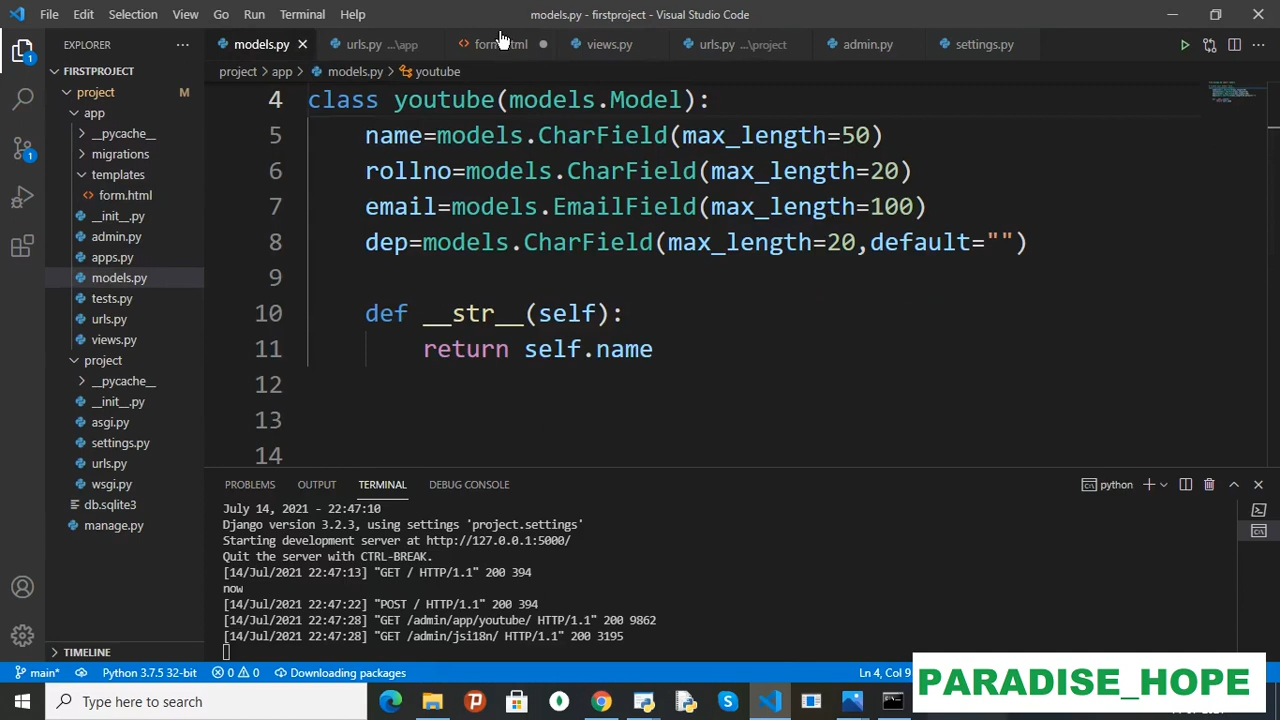 File Edit Selection View Go Run Terminal Help models.py - firstproject - Visual Studio Code
EXPLORER
models.py urls.py ...\app form.html views.py urls.py ...\project admin.py settings.py
project > app > models.py > youtube
FIRSTPROJECT
project M
app
__pycache__
migrations
templates
form.html
__init__.py
admin.py
apps.py
models.py
tests.py
urls.py
views.py
project
__pycache__
__init__.py
asgi.py
settings.py
urls.py
wsgi.py
db.sqlite3
manage.py
TIMELINE
4 class youtube(models.Model):
5 name=models.CharField(max_length=50)
6 rollno=models.CharField(max_length=20)
7 email=models.EmailField(max_length=100)
8 dep=models.CharField(max_length=20,default="")
9
10 def __str__(self):
11 return self.name
12
13
14
PROBLEMS OUTPUT TERMINAL DEBUG CONSOLE python
July 14, 2021 - 22:47:10
Django version 3.2.3, using settings 'project.settings'
Starting development server at http://127.0.0.1:5000/
Quit the server with CTRL-BREAK.
[14/Jul/2021 22:47:13] "GET / HTTP/1.1" 200 394
now
[14/Jul/2021 22:47:22] "POST / HTTP/1.1" 200 394
[14/Jul/2021 22:47:28] "GET /admin/app/youtube/ HTTP/1.1" 200 9862
[14/Jul/2021 22:47:28] "GET /admin/jsi18n/ HTTP/1.1" 200 3195
main* Python 3.7.5 32-bit 0 0 Downloading packages Ln 4, Col 9
Type here to search
PARADISE_HOPE